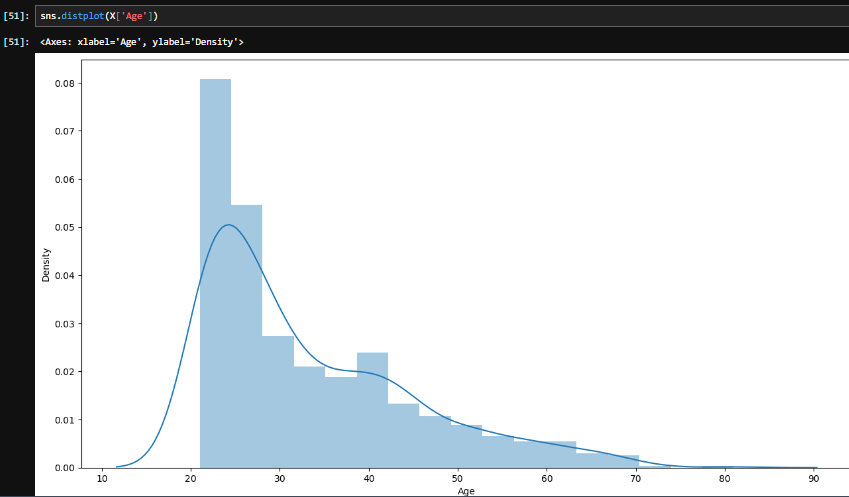 [51]: sns.distplot(X['Age'])
[51]: <Axes: xlabel='Age', ylabel='Density'>
0.08
0.07
0.06
0.05
0.04
0.03
0.02
0.01
0.00
Density
10 20 30 40 50 60 70 80 90
Age